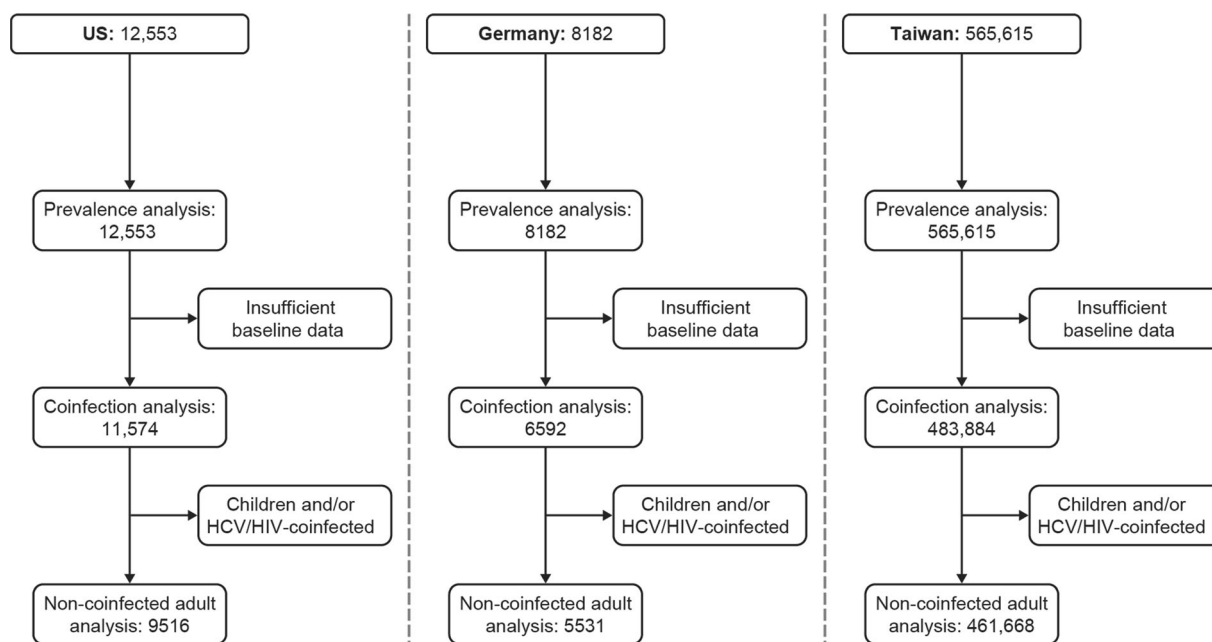 US: 12,553
Prevalence analysis:
12,553
Insufficient
baseline data
Coinfection analysis:
11,574
Children and/or
HCV/HIV-coinfected
Non-coinfected adult
analysis: 9516
Germany: 8182
Prevalence analysis:
8182
Insufficient
baseline data
Coinfection analysis:
6592
Children and/or
HCV/HIV-coinfected
Non-coinfected adult
analysis: 5531
Taiwan: 565,615
Prevalence analysis:
565,615
Insufficient
baseline data
Coinfection analysis:
483,884
Children and/or
HCV/HIV-coinfected
Non-coinfected adult
analysis: 461,668